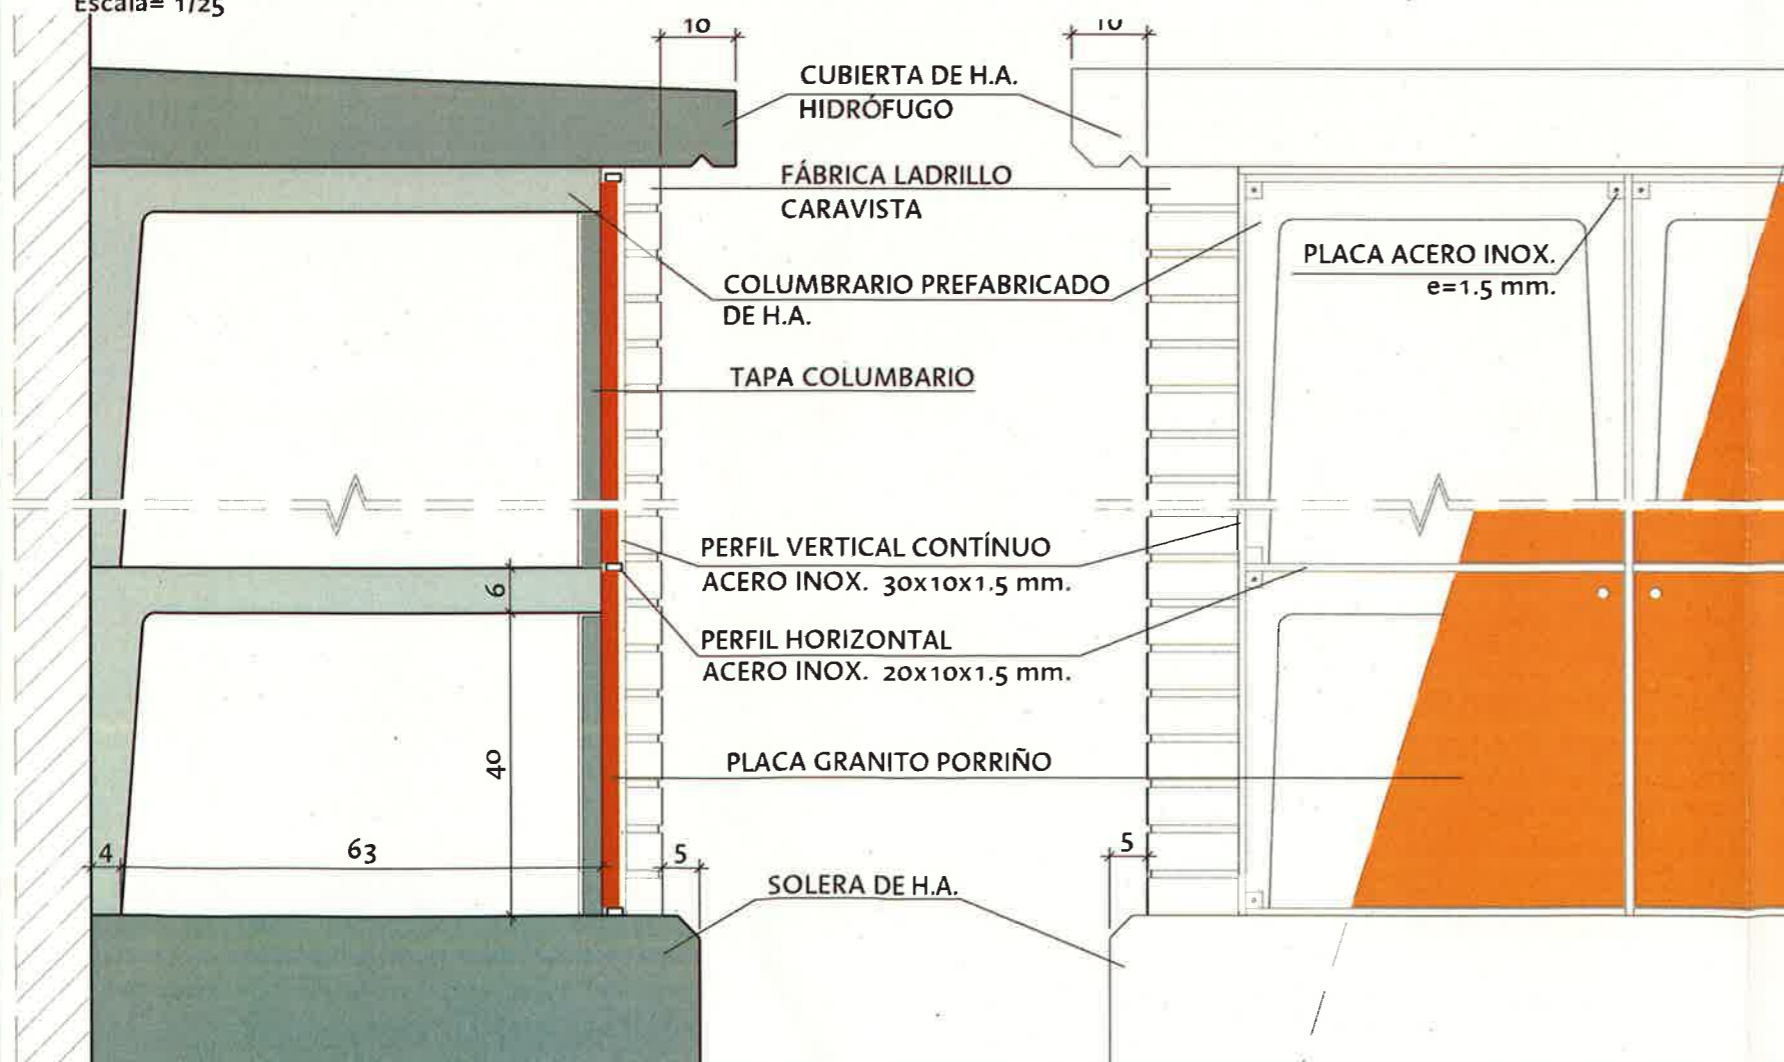 Escala= 1/25
10
10
CUBIERTA DE H.A.
HIDRÓFUGO
FÁBRICA LADRILLO
CARAVISTA
PLACA ACERO INOX.
e=1.5 mm.
COLUMBRARIO PREFABRICADO
DE H.A.
TAPA COLUMBARIO
PERFIL VERTICAL CONTÍNUO
ACERO INOX. 30x10x1.5 mm.
6
PERFIL HORIZONTAL
ACERO INOX. 20x10x1.5 mm.
40
PLACA GRANITO PORRIÑO
4
63
5
5
SOLERA DE H.A.